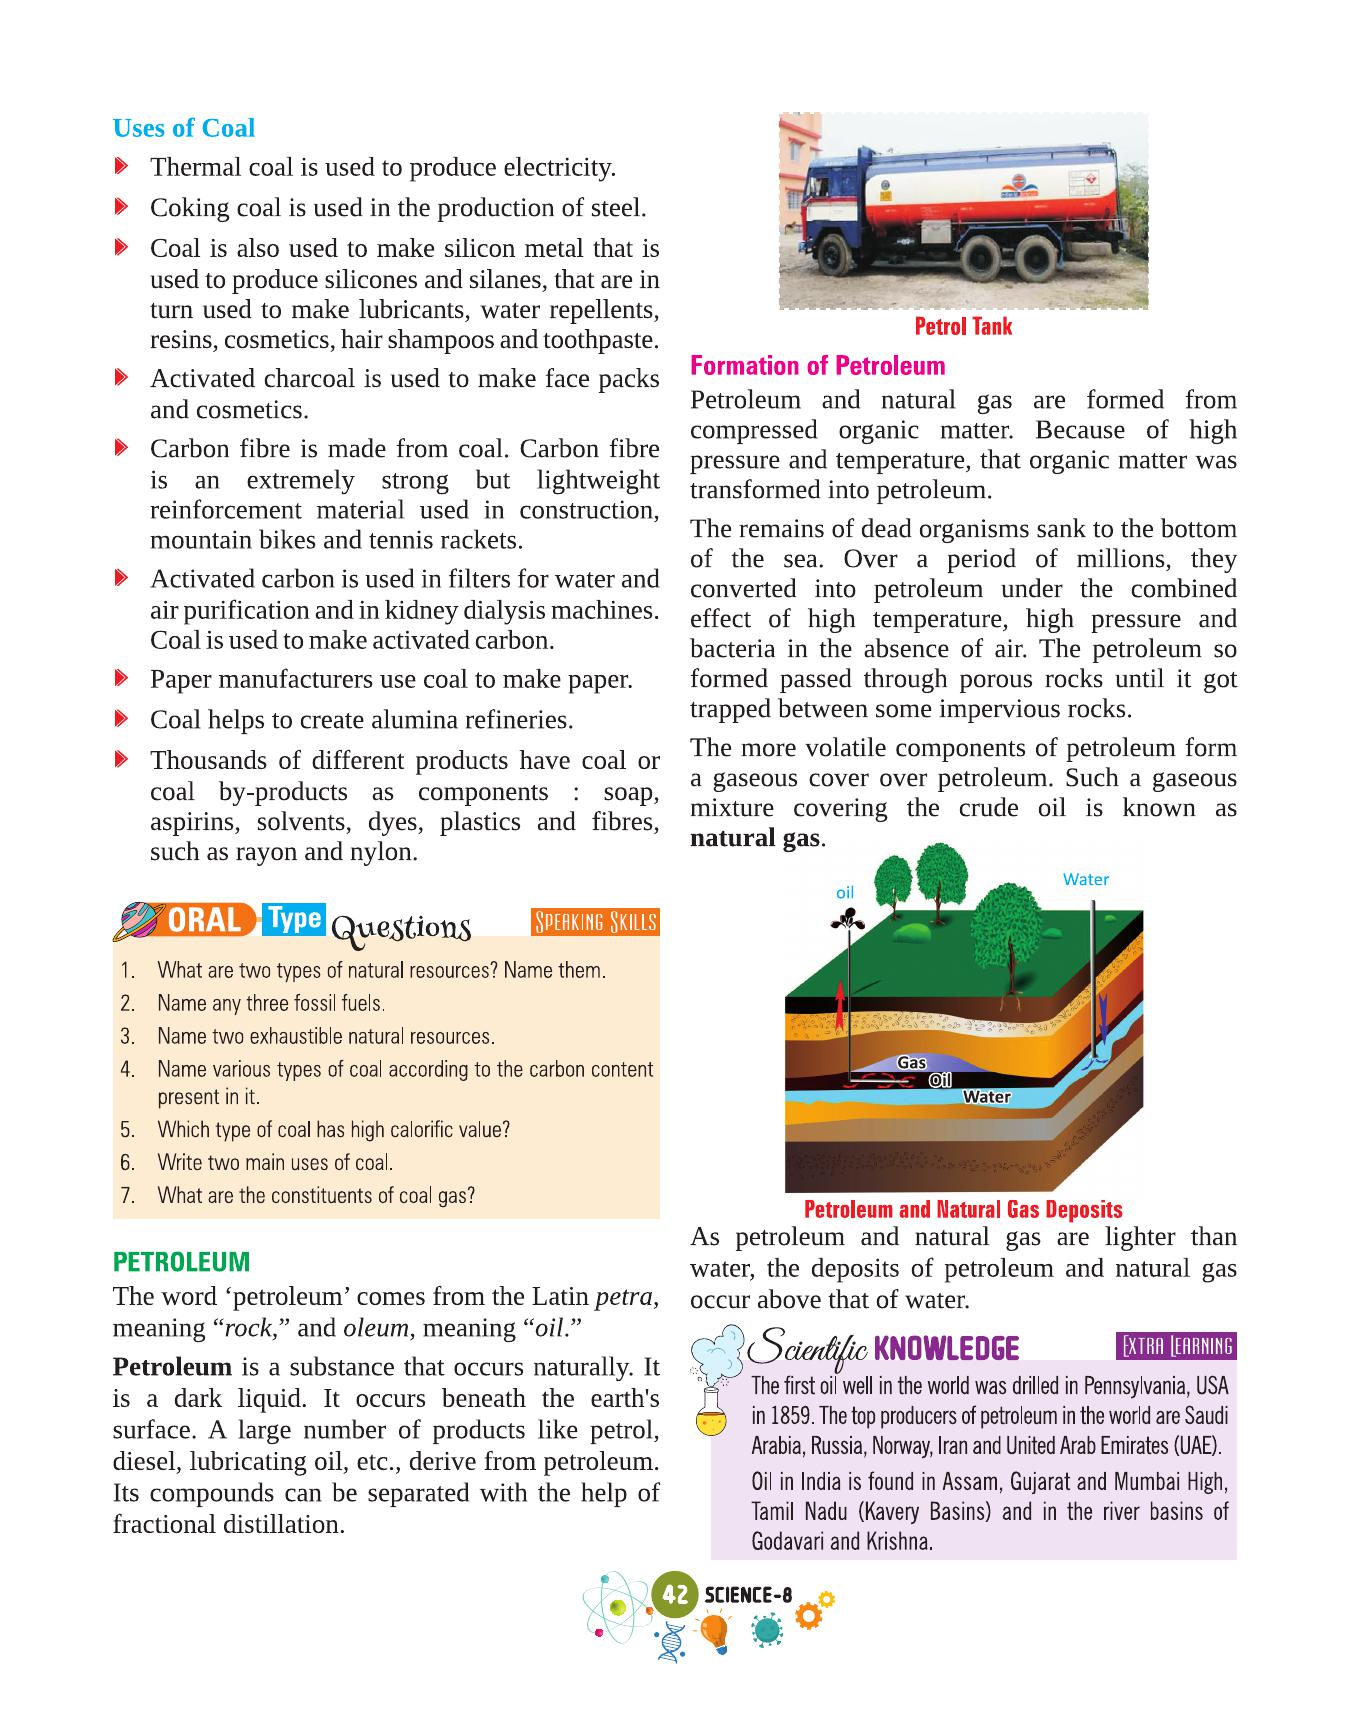 Uses of Coal
Thermal coal is used to produce electricity.
Coking coal is used in the production of steel.
Coal is also used to make silicon metal that is
used to produce silicones and silanes, that are in
turn used to make lubricants, water repellents,
resins, cosmetics, hair shampoos and toothpaste.
Activated charcoal is used to make face packs
and cosmetics.
Carbon fibre is made from coal. Carbon fibre
is an extremely strong but lightweight
reinforcement material used in construction,
mountain bikes and tennis rackets.
Activated carbon is used in filters for water and
air purification and in kidney dialysis machines.
Coal is used to make activated carbon.
Paper manufacturers use coal to make paper.
Coal helps to create alumina refineries.
Thousands of different products have coal or
coal by-products as components : soap,
aspirins, solvents, dyes, plastics and fibres,
such as rayon and nylon.
ORAL Type Questions SPEAKING SKILLS
1. What are two types of natural resources? Name them.
2. Name any three fossil fuels.
3. Name two exhaustible natural resources.
4. Name various types of coal according to the carbon content
present in it.
5. Which type of coal has high calorific value?
6. Write two main uses of coal.
7. What are the constituents of coal gas?
PETROLEUM
The word ‘petroleum’ comes from the Latin petra,
meaning “rock,” and oleum, meaning “oil.”
Petroleum is a substance that occurs naturally. It
is a dark liquid. It occurs beneath the earth's
surface. A large number of products like petrol,
diesel, lubricating oil, etc., derive from petroleum.
Its compounds can be separated with the help of
fractional distillation.
Petrol Tank
Formation of Petroleum
Petroleum and natural gas are formed from
compressed organic matter. Because of high
pressure and temperature, that organic matter was
transformed into petroleum.
The remains of dead organisms sank to the bottom
of the sea. Over a period of millions, they
converted into petroleum under the combined
effect of high temperature, high pressure and
bacteria in the absence of air. The petroleum so
formed passed through porous rocks until it got
trapped between some impervious rocks.
The more volatile components of petroleum form
a gaseous cover over petroleum. Such a gaseous
mixture covering the crude oil is known as
natural gas.
oil
Water
Gas
Oil
Water
Petroleum and Natural Gas Deposits
As petroleum and natural gas are lighter than
water, the deposits of petroleum and natural gas
occur above that of water.
Scientific KNOWLEDGE EXTRA LEARNING
The first oil well in the world was drilled in Pennsylvania, USA
in 1859. The top producers of petroleum in the world are Saudi
Arabia, Russia, Norway, Iran and United Arab Emirates (UAE).
Oil in India is found in Assam, Gujarat and Mumbai High,
Tamil Nadu (Kavery Basins) and in the river basins of
Godavari and Krishna.
42 SCIENCE-8